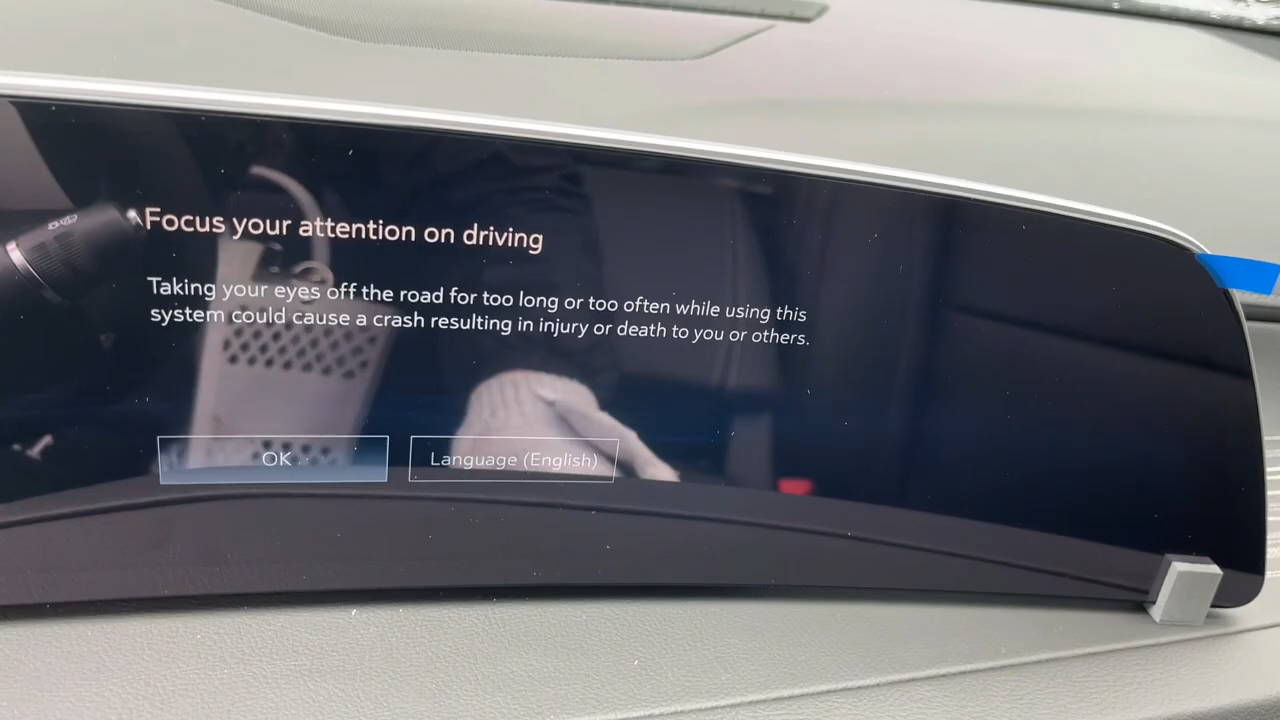 Focus your attention on driving
Taking your eyes off the road for too long or too often while using this
system could cause a crash resulting in injury or death to you or others.
OK
Language (English)